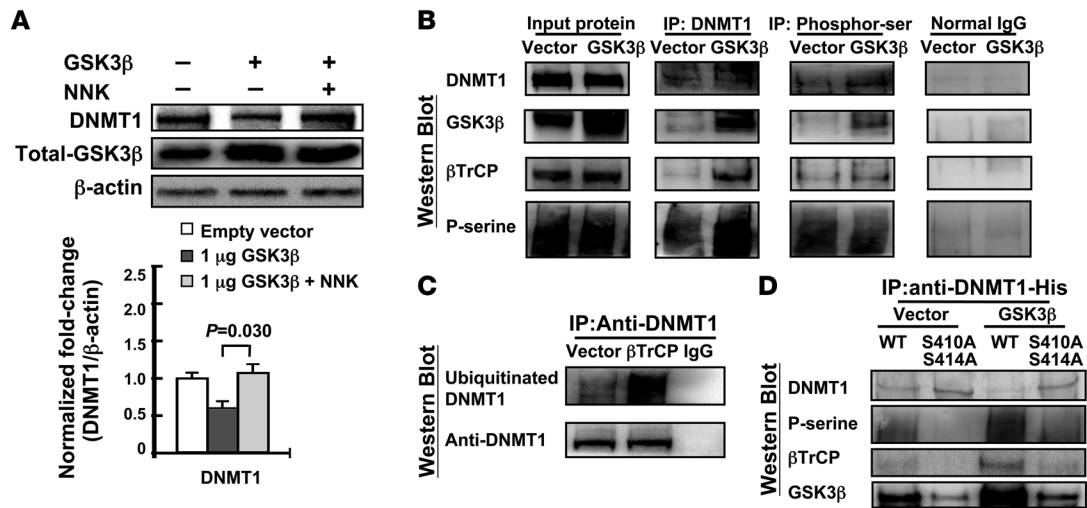 A
GSK3β − + +
NNK − − +
DNMT1
Total-GSK3β
β-actin
Empty vector
1 μg GSK3β
1 μg GSK3β + NNK
Normalized fold-change
(DNMT1/β-actin)
2.5
2.0
1.5
1.0
0.5
0
P=0.030
DNMT1
B
Input protein IP: DNMT1 IP: Phosphor-ser Normal IgG
Vector GSK3β Vector GSK3β Vector GSK3β Vector GSK3β
Western Blot
DNMT1
GSK3β
βTrCP
P-serine
C
IP:Anti-DNMT1
Vector βTrCP IgG
Western Blot
Ubiquitinated
DNMT1
Anti-DNMT1
D
IP:anti-DNMT1-His
Vector GSK3β
WT S410A WT S410A
S414A S414A
Western Blot
DNMT1
P-serine
βTrCP
GSK3β